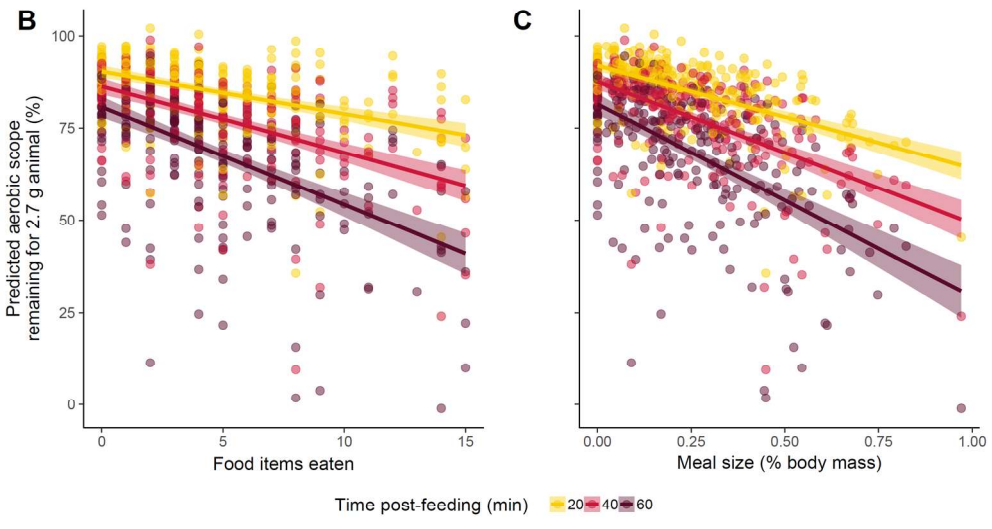 B
C
Predicted aerobic scope
remaining for 2.7 g animal (%)
100
75
50
25
0
0 5 10 15
0.00 0.25 0.50 0.75 1.00
Food items eaten
Meal size (% body mass)
Time post-feeding (min) 20 40 60